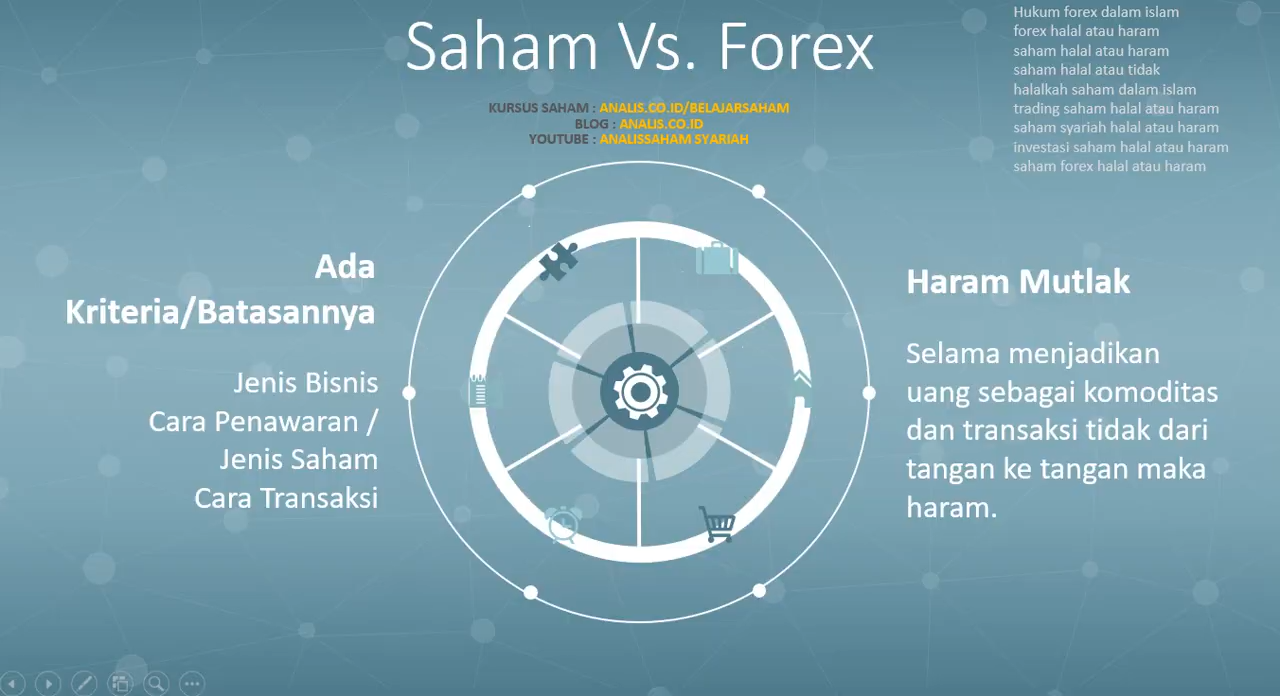 Saham Vs. Forex
KURSUS SAHAM : ANALIS.CO.ID/BELAJARSAHAM
BLOG : ANALIS.CO.ID
YOUTUBE : ANALISSAHAM SYARIAH
Hukum forex dalam islam
forex halal atau haram
saham halal atau haram
saham halal atau tidak
halalkah saham dalam islam
trading saham halal atau haram
saham syariah halal atau haram
investasi saham halal atau haram
saham forex halal atau haram
Ada
Kriteria/Batasannya
Jenis Bisnis
Cara Penawaran /
Jenis Saham
Cara Transaksi
Haram Mutlak
Selama menjadikan
uang sebagai komoditas
dan transaksi tidak dari
tangan ke tangan maka
haram.